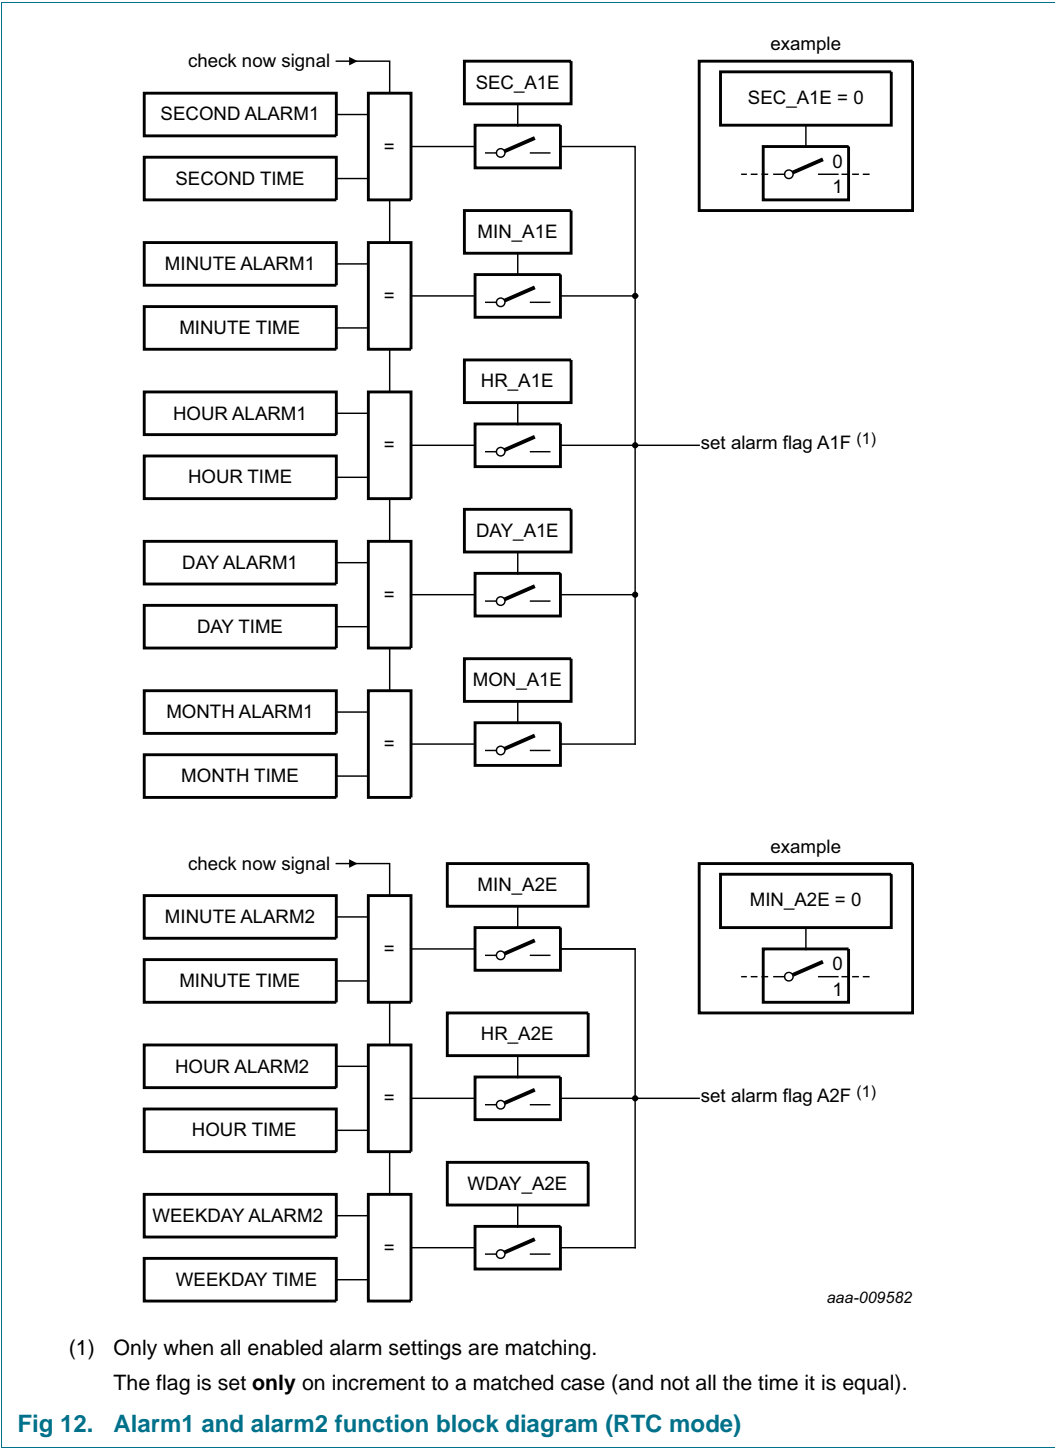 example
check now signal
SEC_A1E
SECOND ALARM1
SEC_A1E = 0
=
0
1
SECOND TIME
MIN_A1E
MINUTE ALARM1
=
MINUTE TIME
HR_A1E
HOUR ALARM1
=
set alarm flag A1F (1)
HOUR TIME
DAY_A1E
DAY ALARM1
=
DAY TIME
MON_A1E
MONTH ALARM1
=
MONTH TIME
example
check now signal
MIN_A2E
MINUTE ALARM2
MIN_A2E = 0
=
0
1
MINUTE TIME
HR_A2E
HOUR ALARM2
=
set alarm flag A2F (1)
HOUR TIME
WDAY_A2E
WEEKDAY ALARM2
=
WEEKDAY TIME
aaa-009582
(1) Only when all enabled alarm settings are matching.
The flag is set only on increment to a matched case (and not all the time it is equal).
Fig 12. Alarm1 and alarm2 function block diagram (RTC mode)